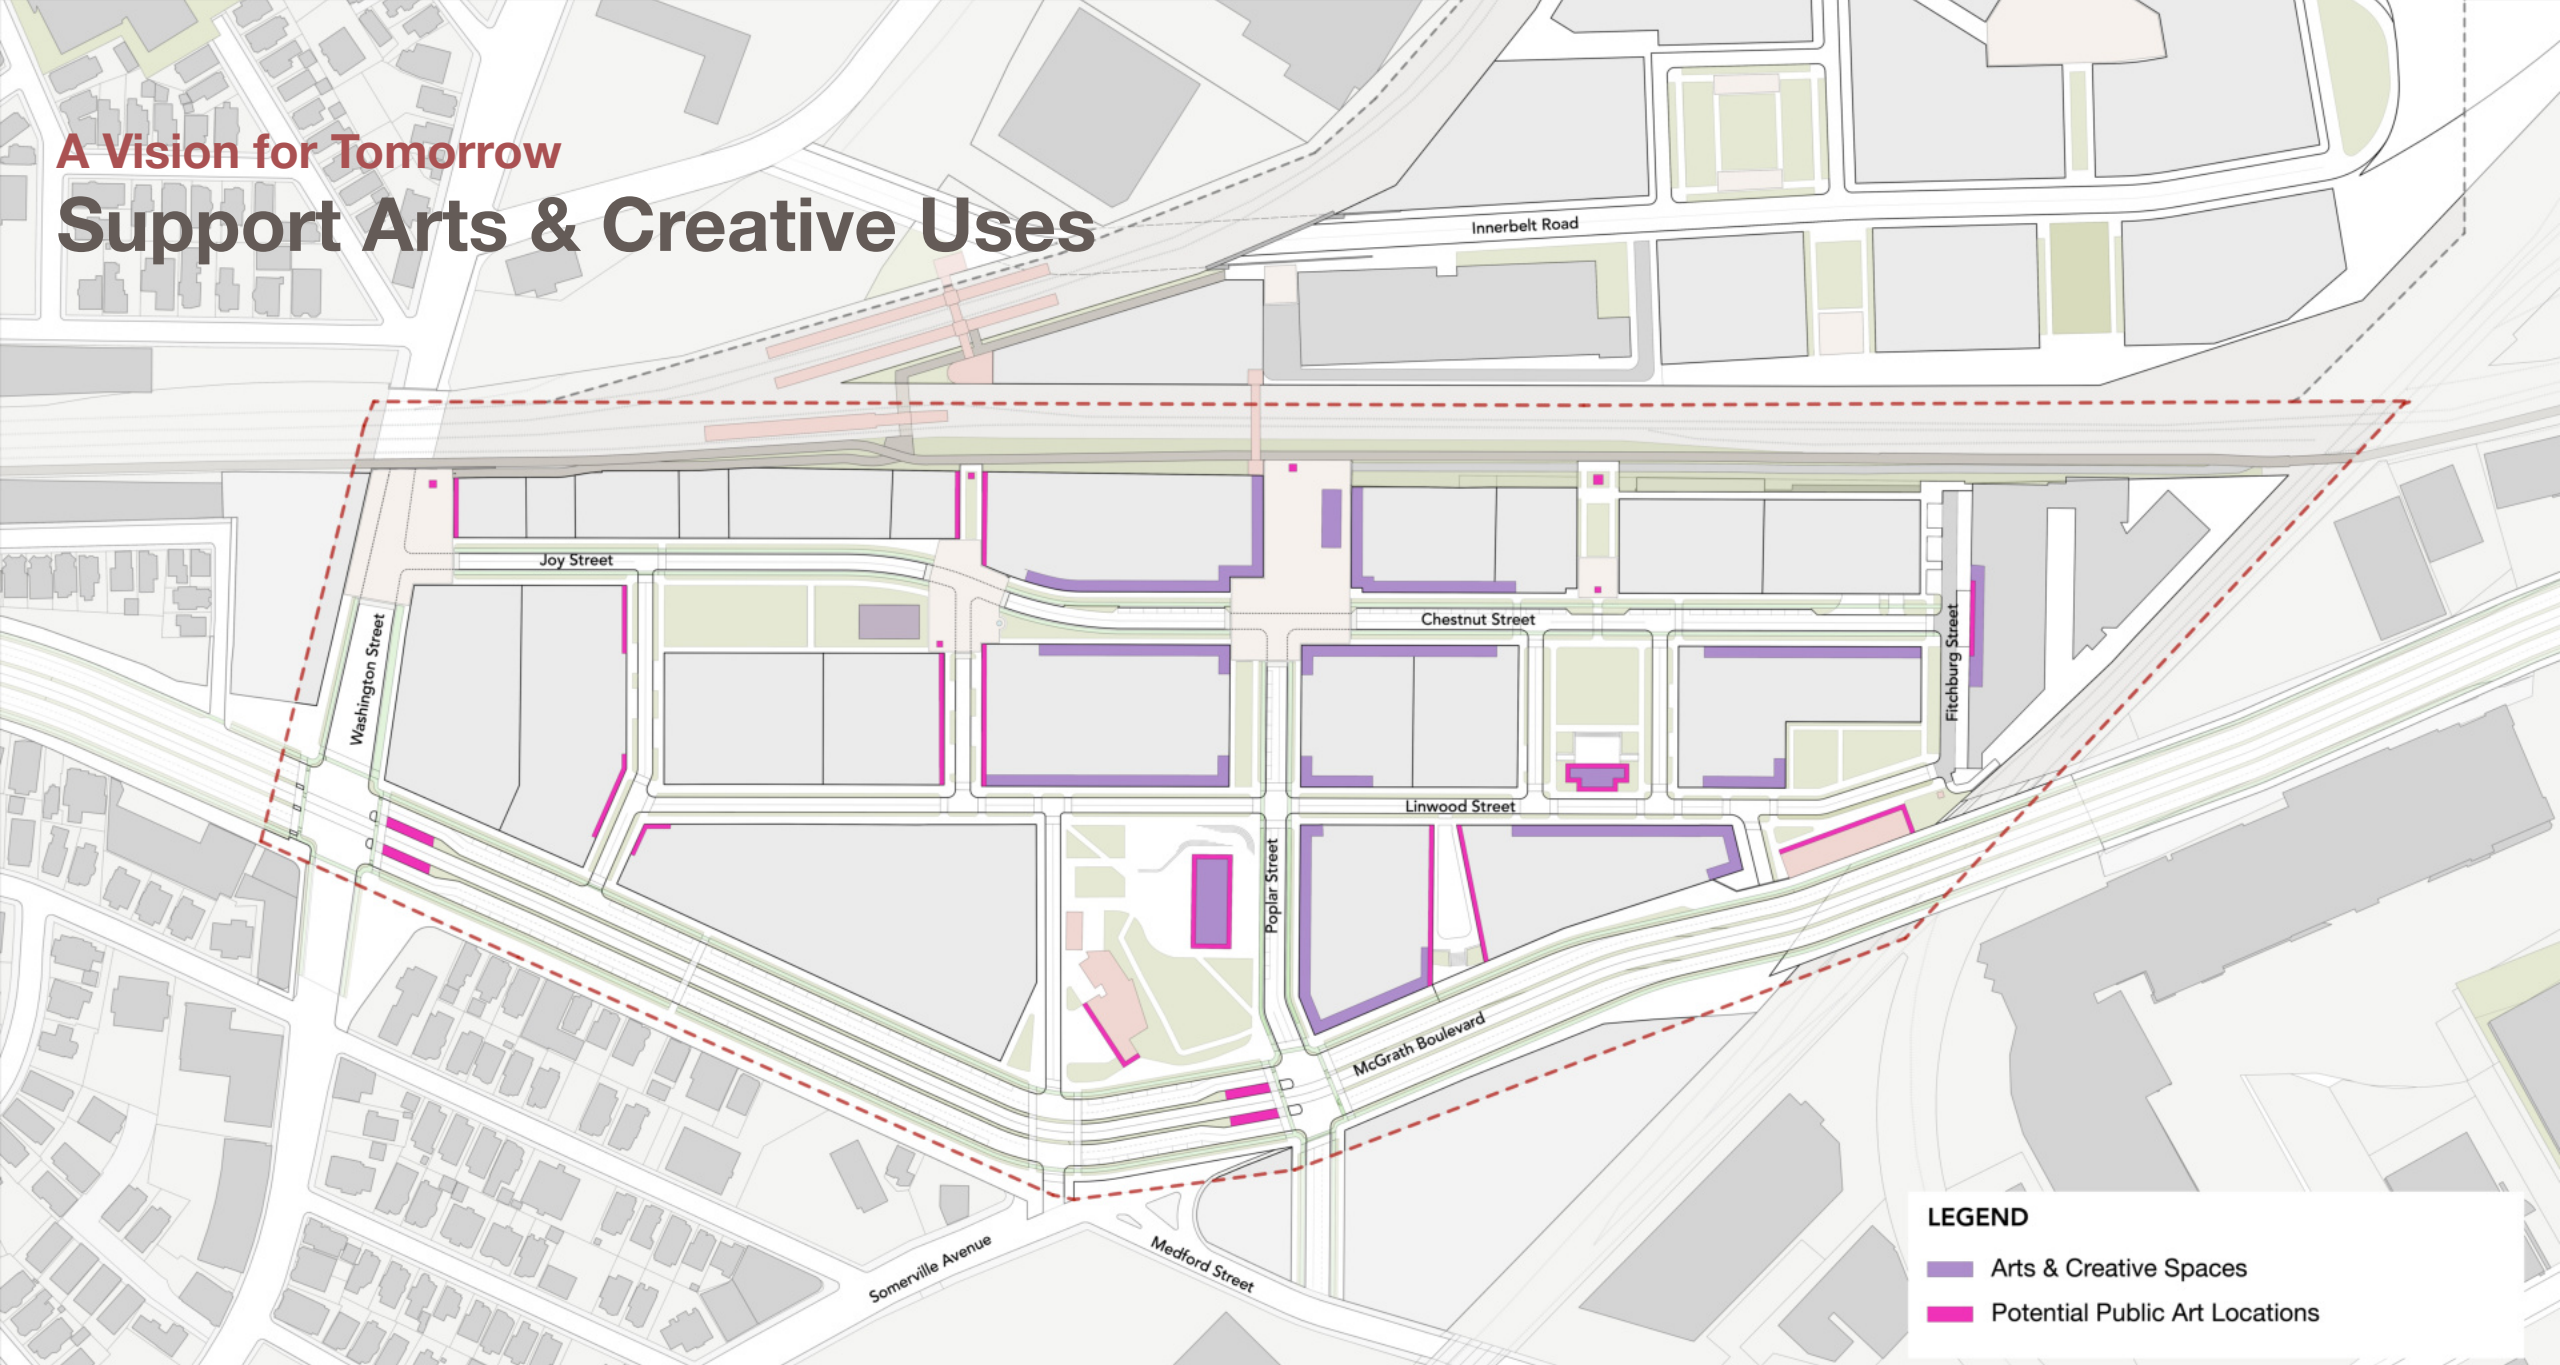 A Vision for Tomorrow
Support Arts & Creative Uses
Innerbelt Road
Joy Street
Chestnut Street
Washington Street
Fitchburg Street
Linwood Street
Poplar Street
McGrath Boulevard
Somerville Avenue
Medford Street
LEGEND
Arts & Creative Spaces
Potential Public Art Locations